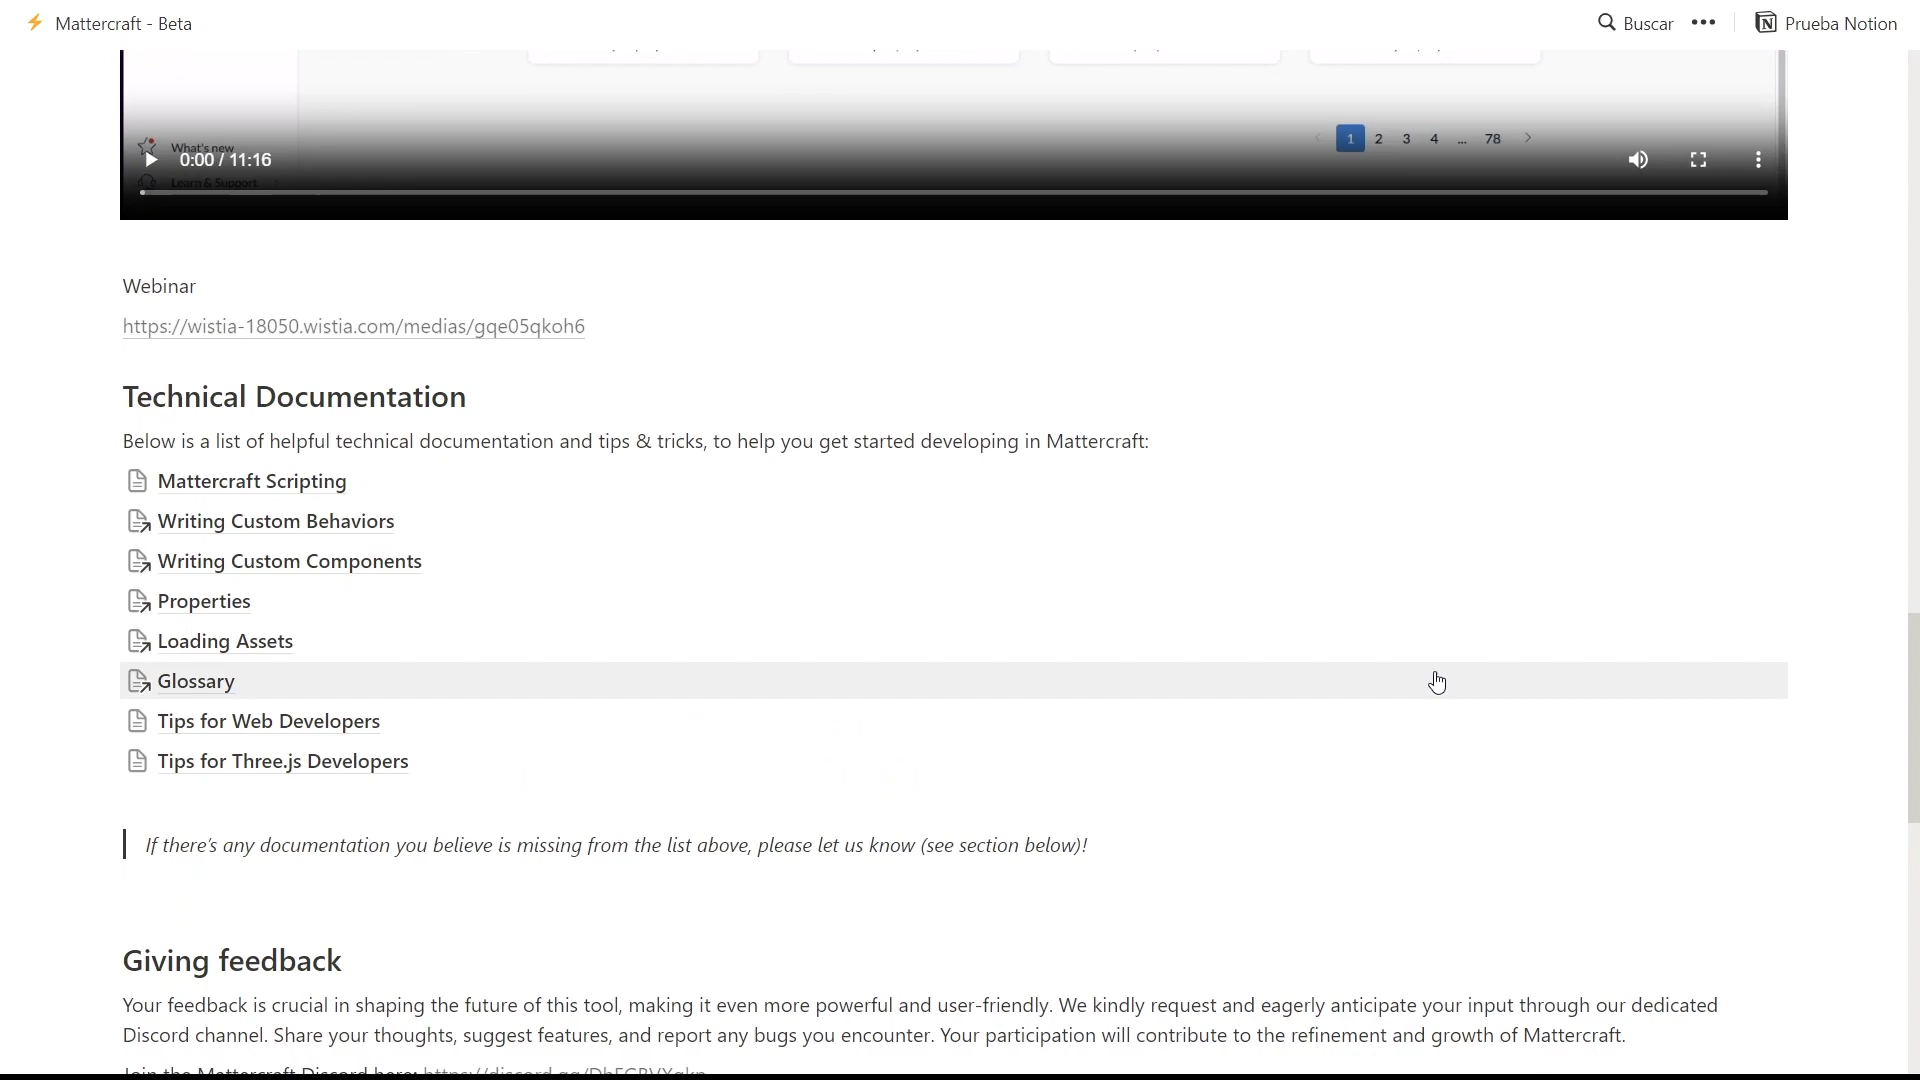 Mattercraft - Beta
Buscar
Prueba Notion
1 2 3 4 ... 78
What's new
0:00 / 11:16
Learn & Support
Webinar
https://wistia-18050.wistia.com/medias/gqe05qkoh6
Technical Documentation
Below is a list of helpful technical documentation and tips & tricks, to help you get started developing in Mattercraft:
Mattercraft Scripting
Writing Custom Behaviors
Writing Custom Components
Properties
Loading Assets
Glossary
Tips for Web Developers
Tips for Three.js Developers
If there's any documentation you believe is missing from the list above, please let us know (see section below)!
Giving feedback
Your feedback is crucial in shaping the future of this tool, making it even more powerful and user-friendly. We kindly request and eagerly anticipate your input through our dedicated
Discord channel. Share your thoughts, suggest features, and report any bugs you encounter. Your participation will contribute to the refinement and growth of Mattercraft.
Join the Mattercraft Discord here: